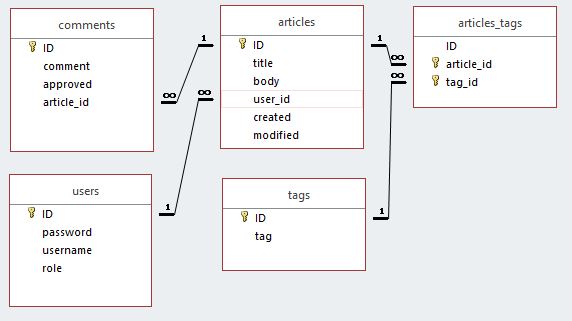 comments
ID
comment
approved
article_id
articles
ID
title
body
user_id
created
modified
articles_tags
ID
article_id
tag_id
1
∞
1
∞
∞
∞
1
1
users
ID
password
username
role
tags
ID
tag